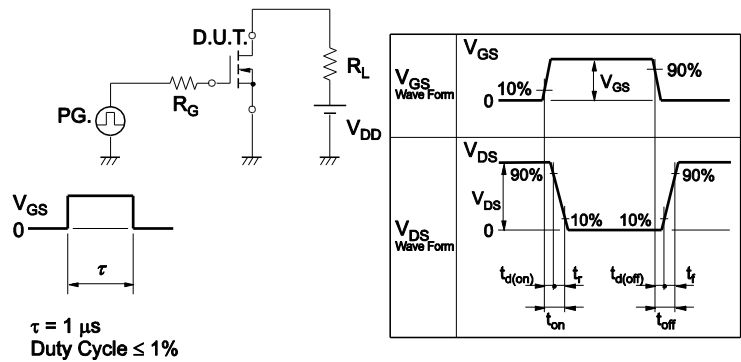 D.U.T.
R_L
R_G
PG.
V_DD
V_GS
0
τ
τ = 1 μs
Duty Cycle ≤ 1%
V_GS
Wave Form
V_GS
10%
0
V_GS
90%
V_DS
Wave Form
V_DS
90%
V_DS
0
10%
10%
90%
t_d(on)
t_r
t_d(off)
t_f
t_on
t_off